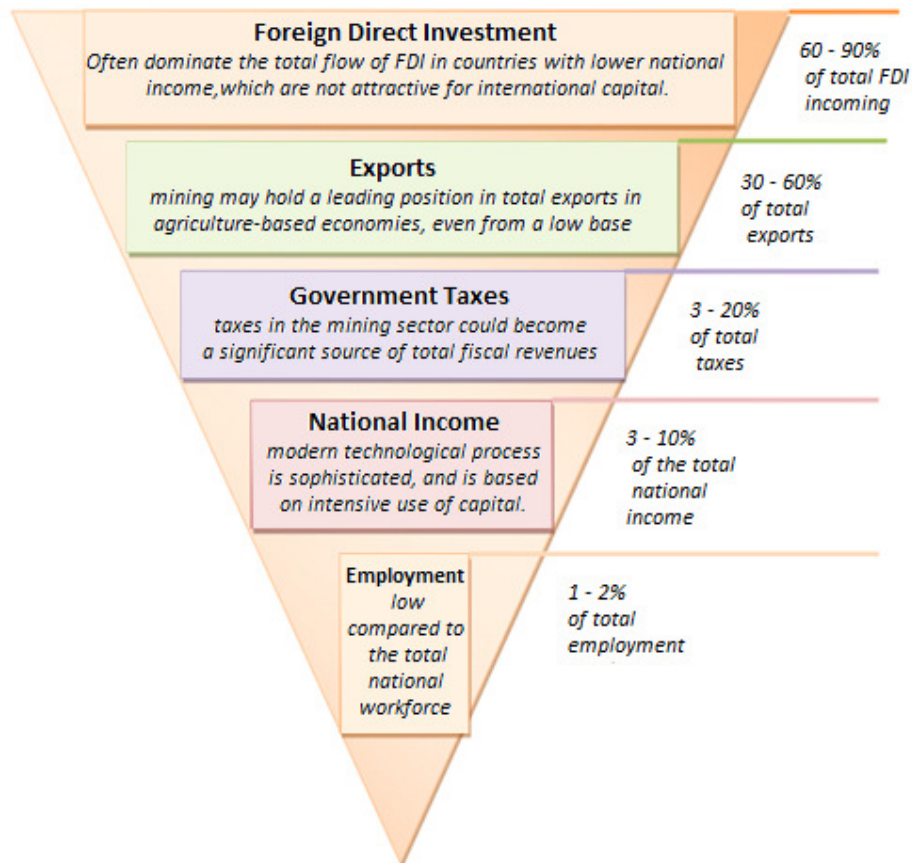 Foreign Direct Investment
Often dominate the total flow of FDI in countries with lower national
income,which are not attractive for international capital.
60 - 90%
of total FDI
incoming
Exports
mining may hold a leading position in total exports in
agriculture-based economies, even from a low base
30 - 60%
of total
exports
Government Taxes
taxes in the mining sector could become
a significant source of total fiscal revenues
3 - 20%
of total
taxes
National Income
modern technological process
is sophisticated, and is based
on intensive use of capital.
3 - 10%
of the total
national
income
Employment
low
compared to
the total
national
workforce
1 - 2%
of total
employment